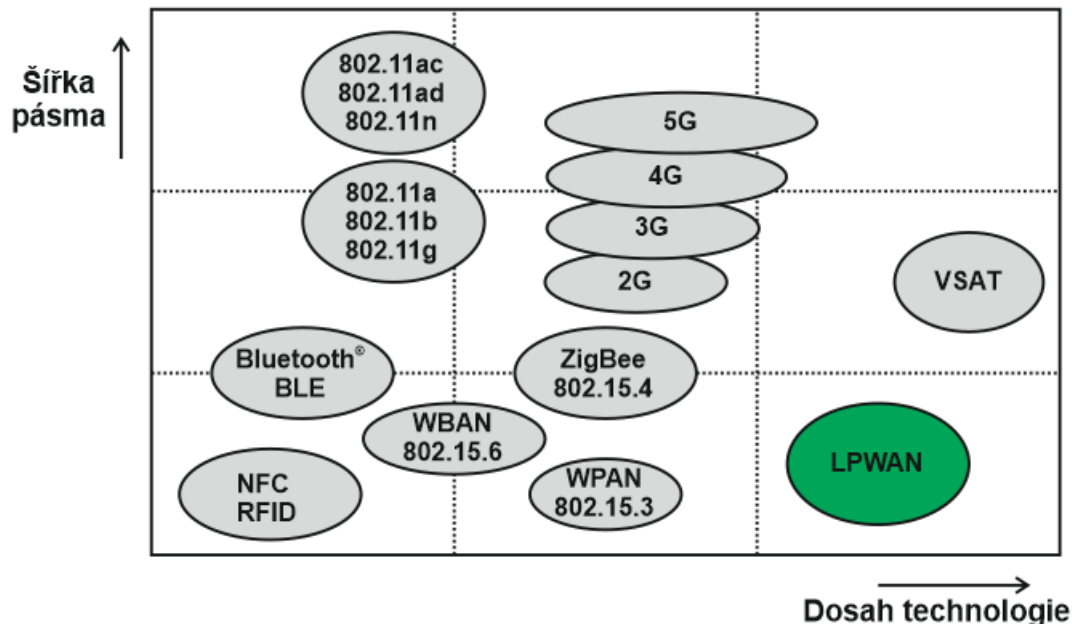 Šířka
pásma
802.11ac
802.11ad
802.11n
5G
4G
802.11a
802.11b
802.11g
3G
2G
VSAT
Bluetooth®
BLE
ZigBee
802.15.4
WBAN
802.15.6
LPWAN
NFC
RFID
WPAN
802.15.3
Dosah technologie